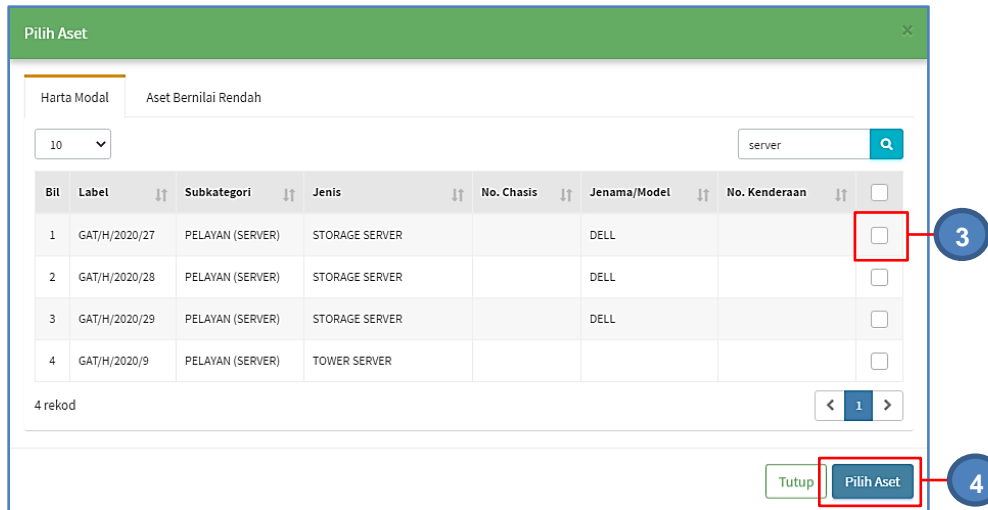 Pilih Aset ×
Harta Modal Aset Bernilai Rendah
10 server
Bil Label Subkategori Jenis No. Chasis Jenama/Model No. Kenderaan
1 GAT/H/2020/27 PELAYAN (SERVER) STORAGE SERVER DELL
3
2 GAT/H/2020/28 PELAYAN (SERVER) STORAGE SERVER DELL
3 GAT/H/2020/29 PELAYAN (SERVER) STORAGE SERVER DELL
4 GAT/H/2020/9 PELAYAN (SERVER) TOWER SERVER
4 rekod < 1 >
Tutup Pilih Aset
4